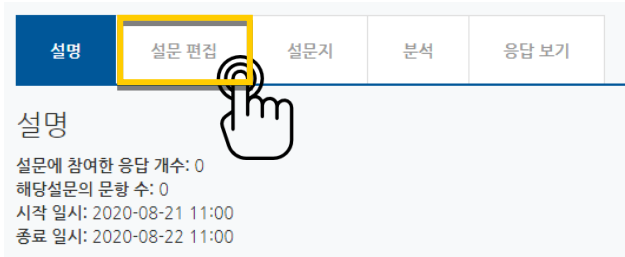 설명 설문 편집 설문지 분석 응답 보기
설명
설문에 참여한 응답 개수: 0
해당설문의 문항 수: 0
시작 일시: 2020-08-21 11:00
종료 일시: 2020-08-22 11:00